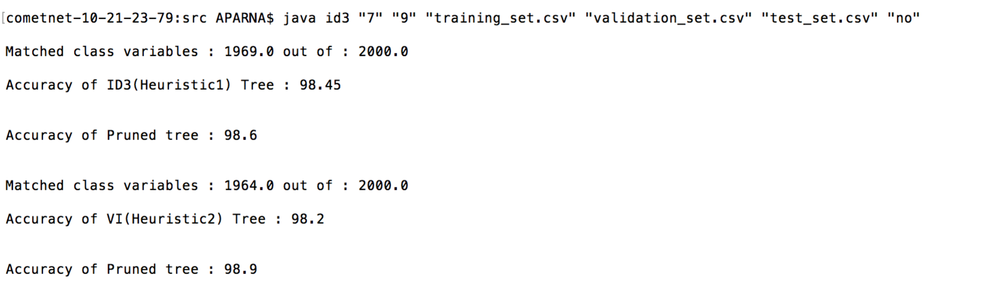 [cometnet-10-21-23-79:src APARNA$ java id3 "7" "9" "training_set.csv" "validation_set.csv" "test_set.csv" "no"
Matched class variables : 1969.0 out of : 2000.0
Accuracy of ID3(Heuristic1) Tree : 98.45
Accuracy of Pruned tree : 98.6
Matched class variables : 1964.0 out of : 2000.0
Accuracy of VI(Heuristic2) Tree : 98.2
Accuracy of Pruned tree : 98.9